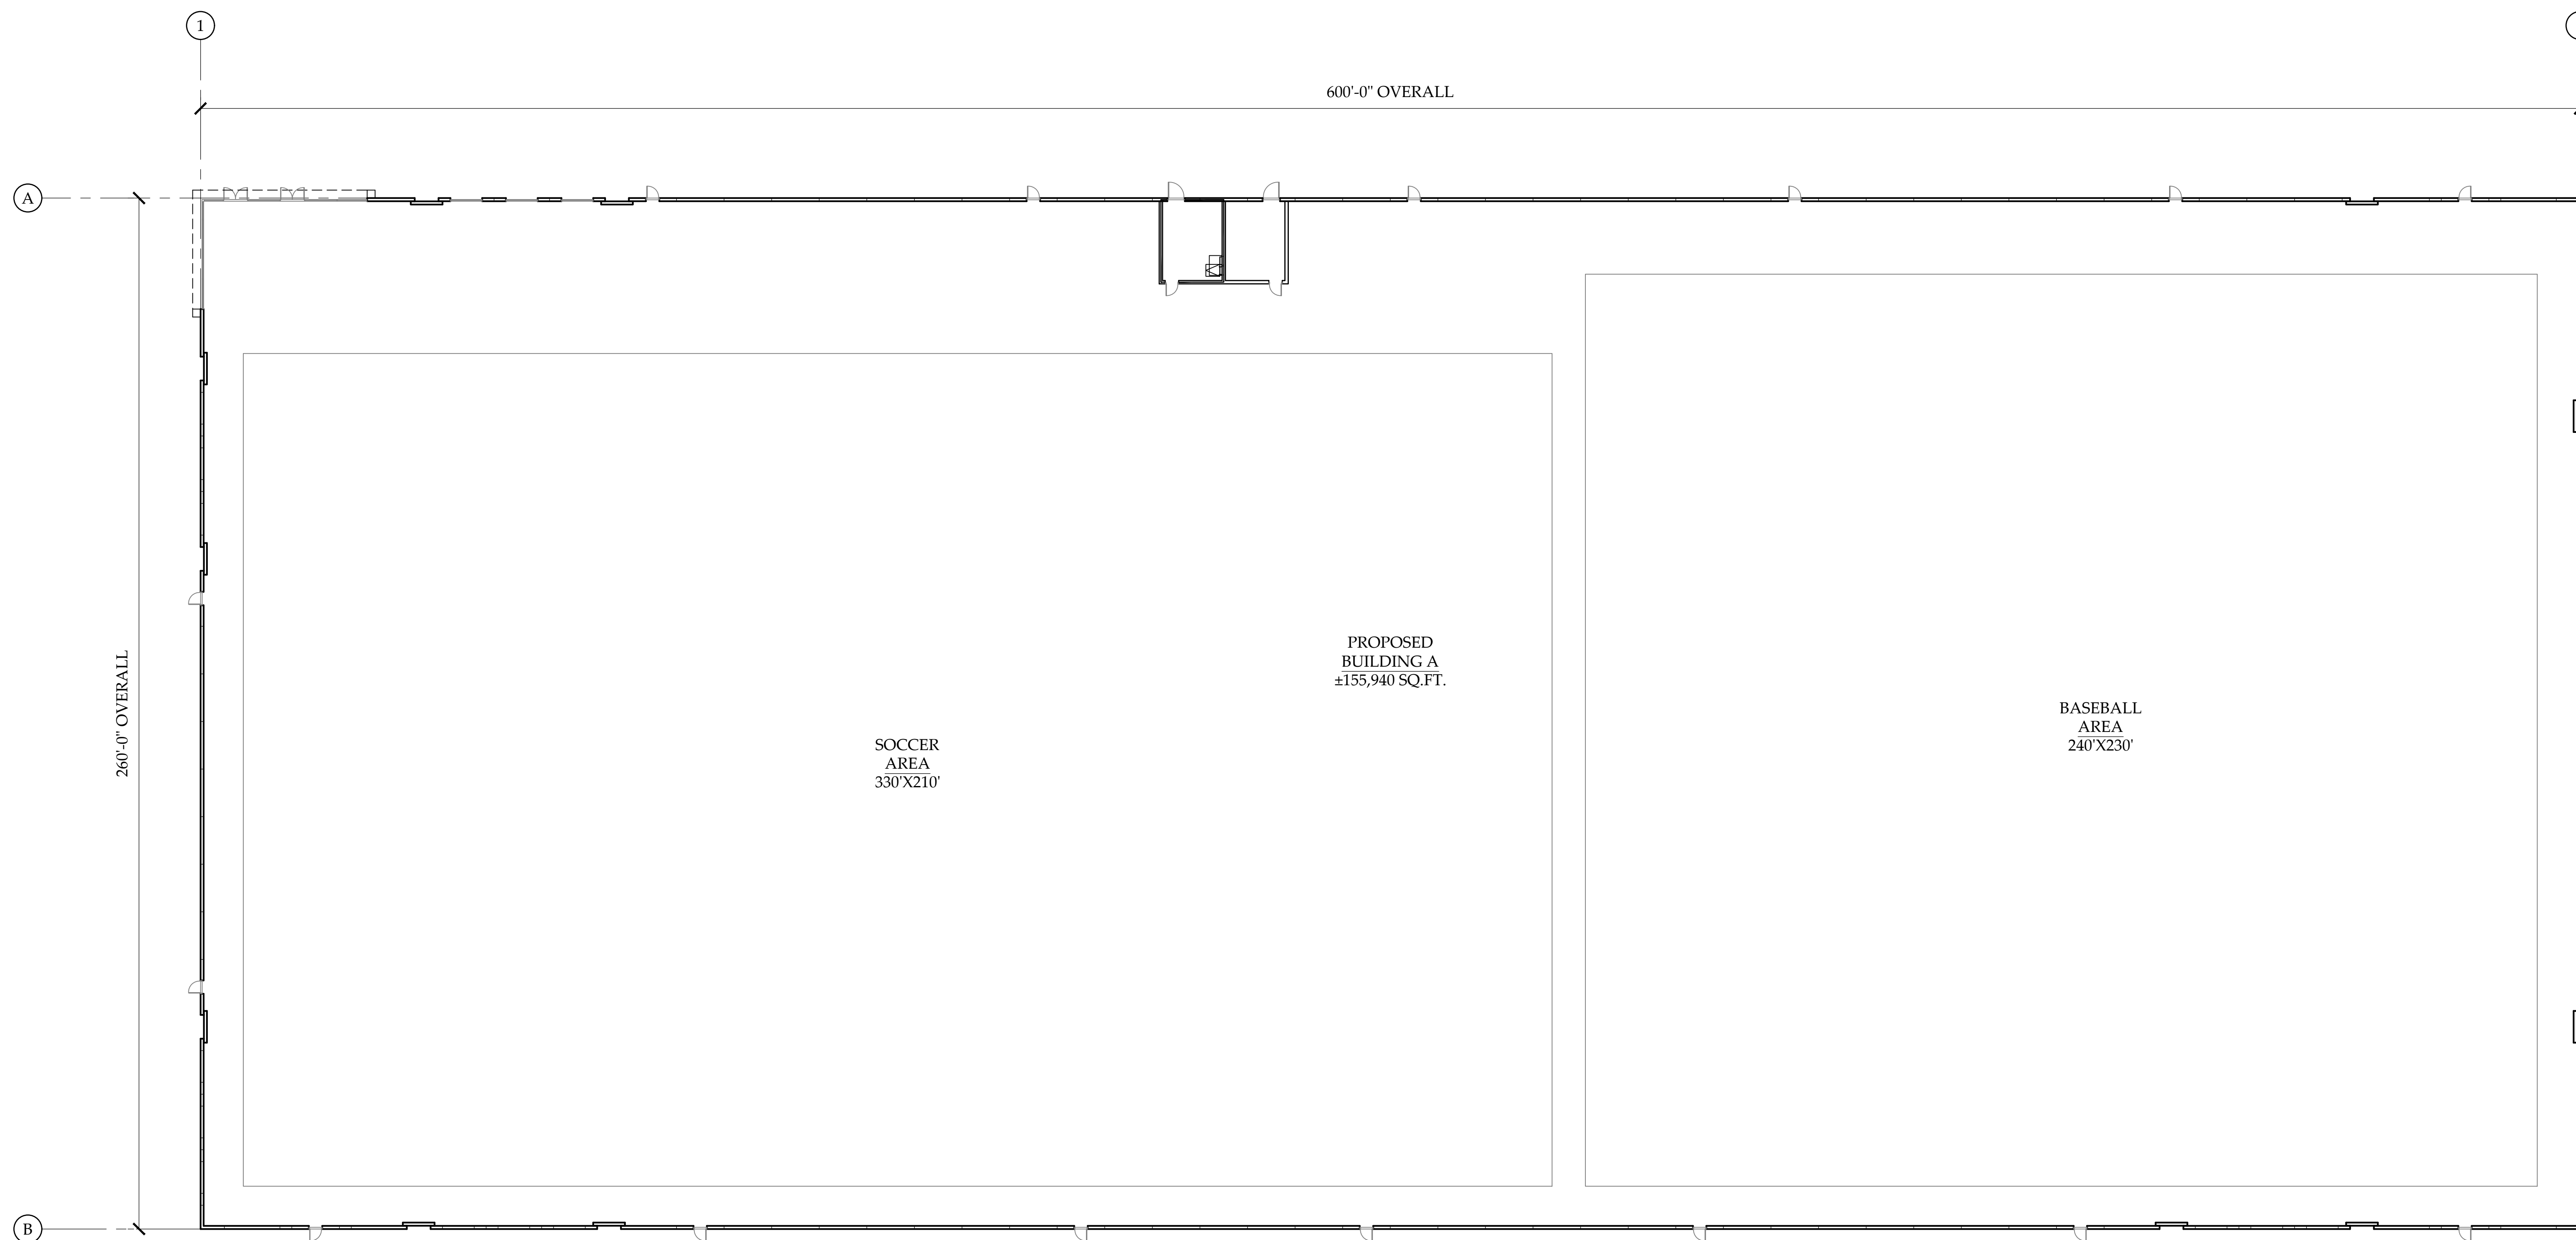 1
600'-0" OVERALL
A
260'-0" OVERALL
PROPOSED
BUILDING A
±155,940 SQ.FT.
SOCCER
AREA
330'X210'
BASEBALL
AREA
240'X230'
B